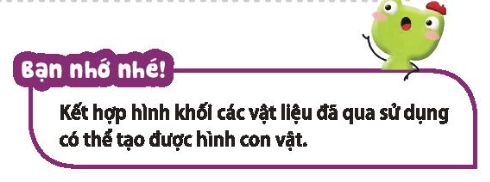 Bạn nhớ nhé!
Kết hợp hình khối các vật liệu đã qua sử dụng
có thể tạo được hình con vật.